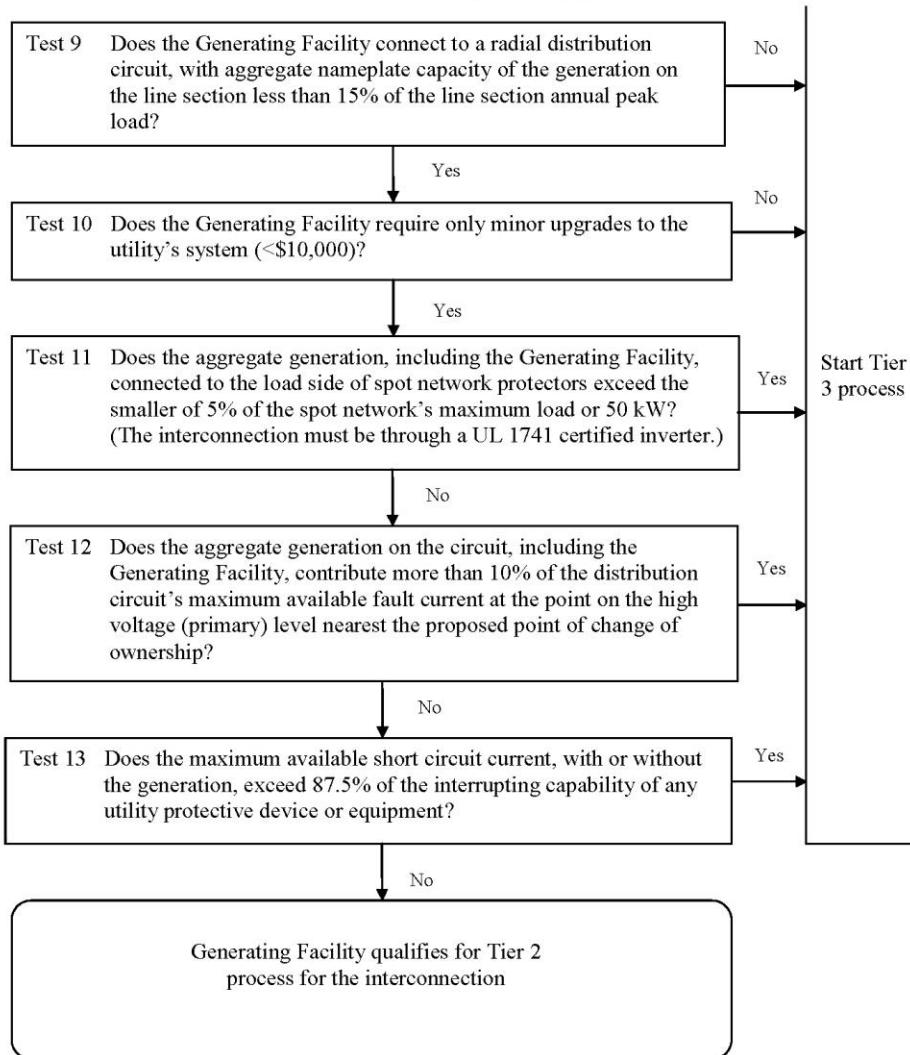 Test 9 Does the Generating Facility connect to a radial distribution
circuit, with aggregate nameplate capacity of the generation on
the line section less than 15% of the line section annual peak
load?
No
Yes
Test 10 Does the Generating Facility require only minor upgrades to the
utility’s system (<$10,000)?
No
Yes
Test 11 Does the aggregate generation, including the Generating Facility,
connected to the load side of spot network protectors exceed the
smaller of 5% of the spot network’s maximum load or 50 kW?
(The interconnection must be through a UL 1741 certified inverter.)
Yes
Start Tier
3 process
No
Test 12 Does the aggregate generation on the circuit, including the
Generating Facility, contribute more than 10% of the distribution
circuit’s maximum available fault current at the point on the high
voltage (primary) level nearest the proposed point of change of
ownership?
Yes
No
Test 13 Does the maximum available short circuit current, with or without
the generation, exceed 87.5% of the interrupting capability of any
utility protective device or equipment?
Yes
No
Generating Facility qualifies for Tier 2
process for the interconnection